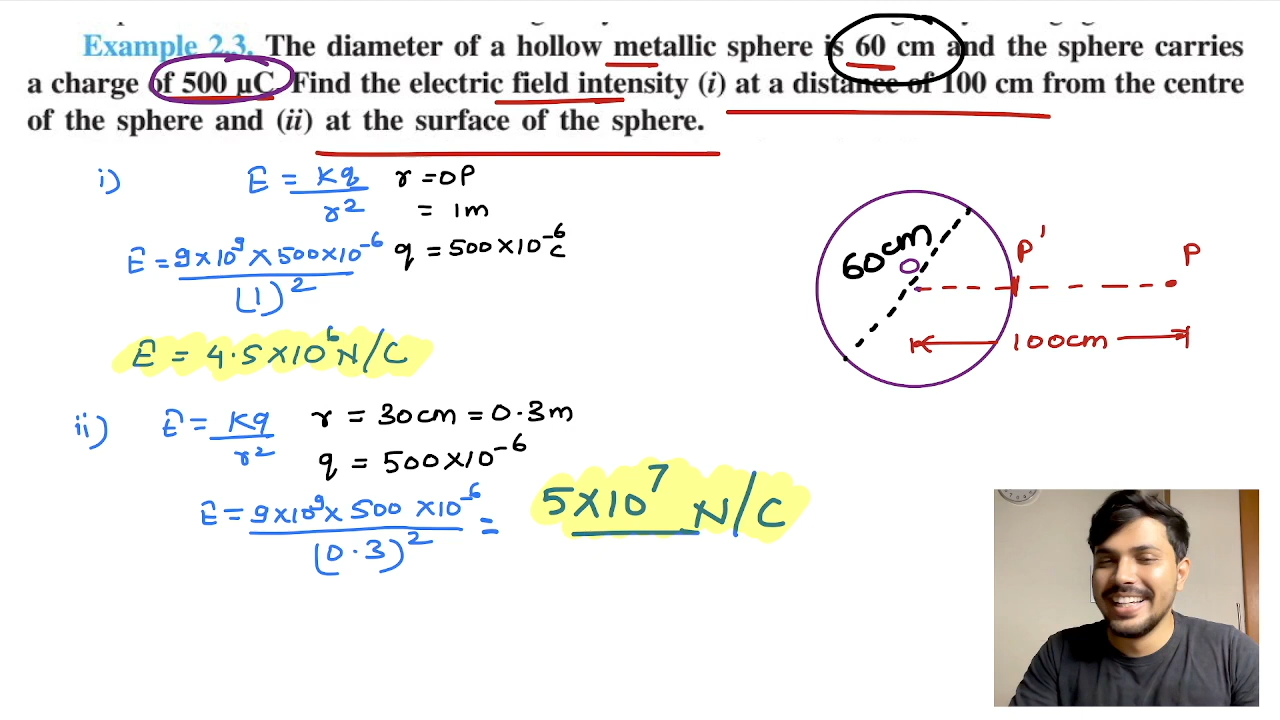 Example 2.3. The diameter of a hollow metallic sphere is 60 cm and the sphere carries
a charge of 500 µC. Find the electric field intensity (i) at a distance of 100 cm from the centre
of the sphere and (ii) at the surface of the sphere.
i) E = kq / r² r = OP
= 1m
E = 9×10⁹ × 500×10⁻⁶ / (1)² q = 500×10⁻⁶ C
E = 4.5×10⁶ N/C
60cm O P' P
100cm
ii) E = kq / r² r = 30cm = 0.3m
q = 500×10⁻⁶
E = 9×10⁹ × 500 ×10⁻⁶ / (0.3)² = 5×10⁷ N/C